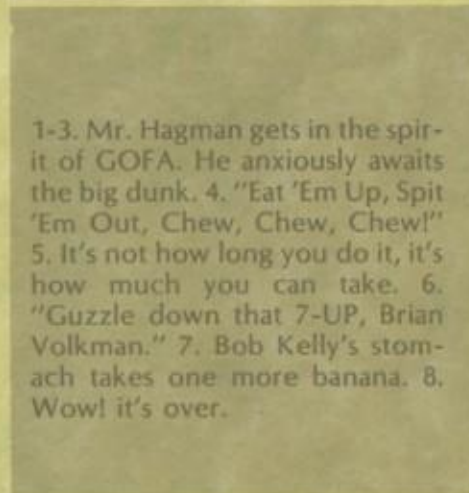 1-3. Mr. Hagman gets in the spir-
it of GOFA. He anxiously awaits
the big dunk. 4. "Eat 'Em Up, Spit
'Em Out, Chew, Chew, Chew!"
5. It's not how long you do it, it's
how much you can take. 6.
"Guzzle down that 7-UP, Brian
Volkman." 7. Bob Kelly's stom-
ach takes one more banana. 8.
Wow! it's over.